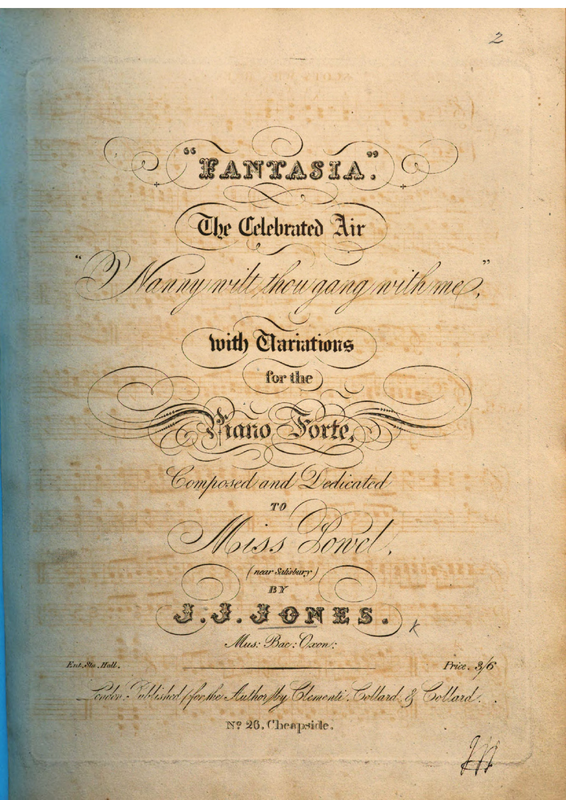 2
"FANTASIA."
The Celebrated Air
"O Nanny wilt thou gang with me,"
with Variations
for the
Piano Forte,
Composed and Dedicated
TO
Miss Powel,
(near Salisbury)
BY
J. J. JONES.
Mus: Bac: Oxon:
Ent. Sta. Hall.
Price. 3/6
London. Published (for the Author) by Clementi, Collard & Collard.
No. 26, Cheapside.